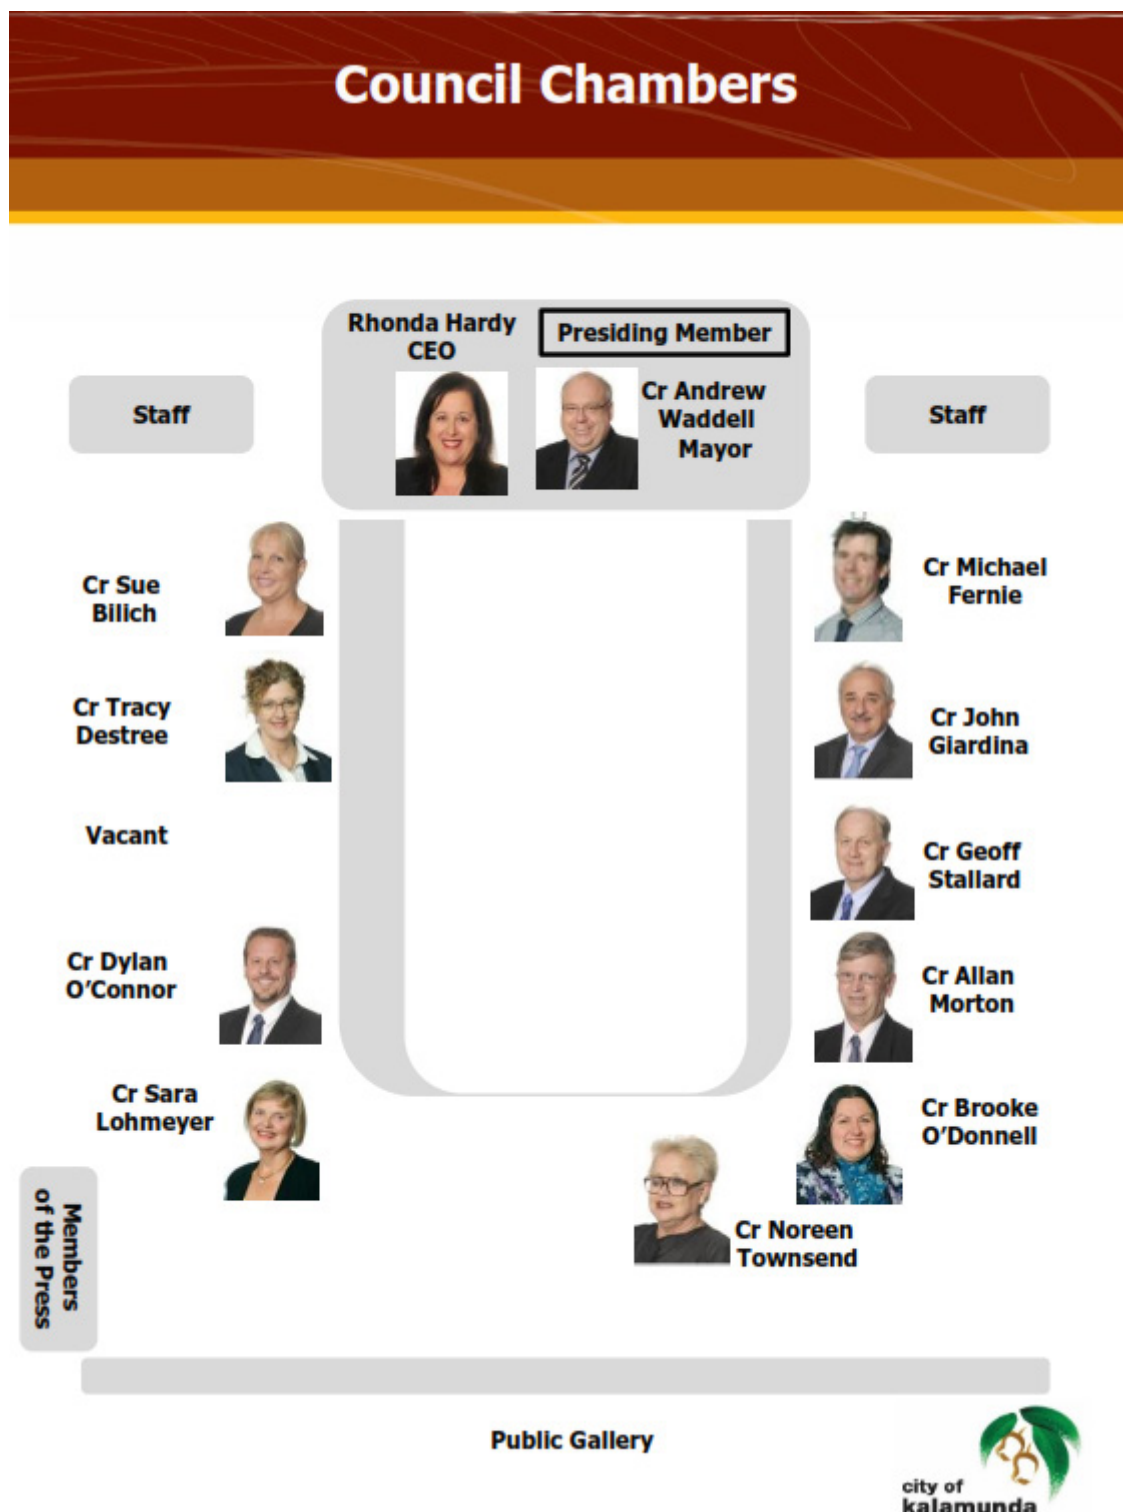 Council Chambers
Rhonda Hardy
CEO
Presiding Member
Cr Andrew
Waddell
Mayor
Staff
Staff
Cr Sue
Bilich
Cr Michael
Fernie
Cr Tracy
Destree
Cr John
Giardina
Vacant
Cr Geoff
Stallard
Cr Dylan
O'Connor
Cr Allan
Morton
Cr Sara
Lohmeyer
Cr Brooke
O'Donnell
Cr Noreen
Townsend
Members
of the Press
Public Gallery
city of
kalamunda